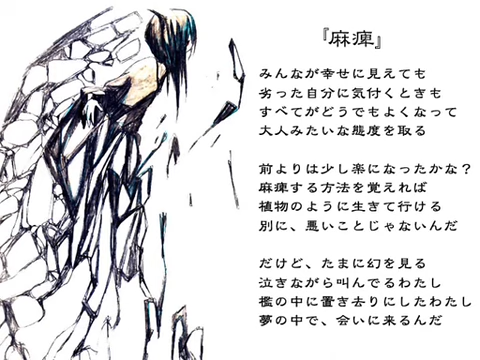 『麻痺』
みんなが幸せに見えても
劣った自分に気付くときも
すべてがどうでもよくなって
大人みたいな態度を取る
前よりは少し楽になったかな？
麻痺する方法を覚えれば
植物のように生きて行ける
別に、悪いことじゃないんだ
だけど、たまに幻を見る
泣きながら叫んでるわたし
檻の中に置き去りにしたわたし
夢の中で、会いに来るんだ